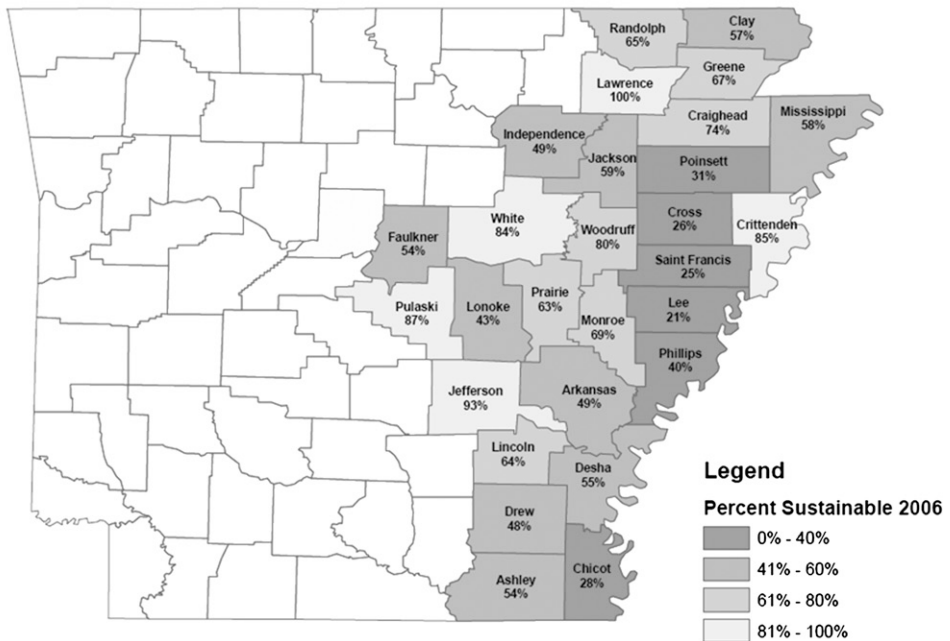 Randolph
65%
Clay
57%
Greene
67%
Lawrence
100%
Craighead
74%
Mississippi
58%
Independence
49%
Jackson
59%
Poinsett
31%
White
84%
Woodruff
80%
Cross
26%
Crittenden
85%
Faulkner
54%
Saint Francis
25%
Pulaski
87%
Lonoke
43%
Prairie
63%
Monroe
69%
Lee
21%
Phillips
40%
Jefferson
93%
Arkansas
49%
Lincoln
64%
Desha
55%
Drew
48%
Ashley
54%
Chicot
28%
Legend
Percent Sustainable 2006
0% - 40%
41% - 60%
61% - 80%
81% - 100%